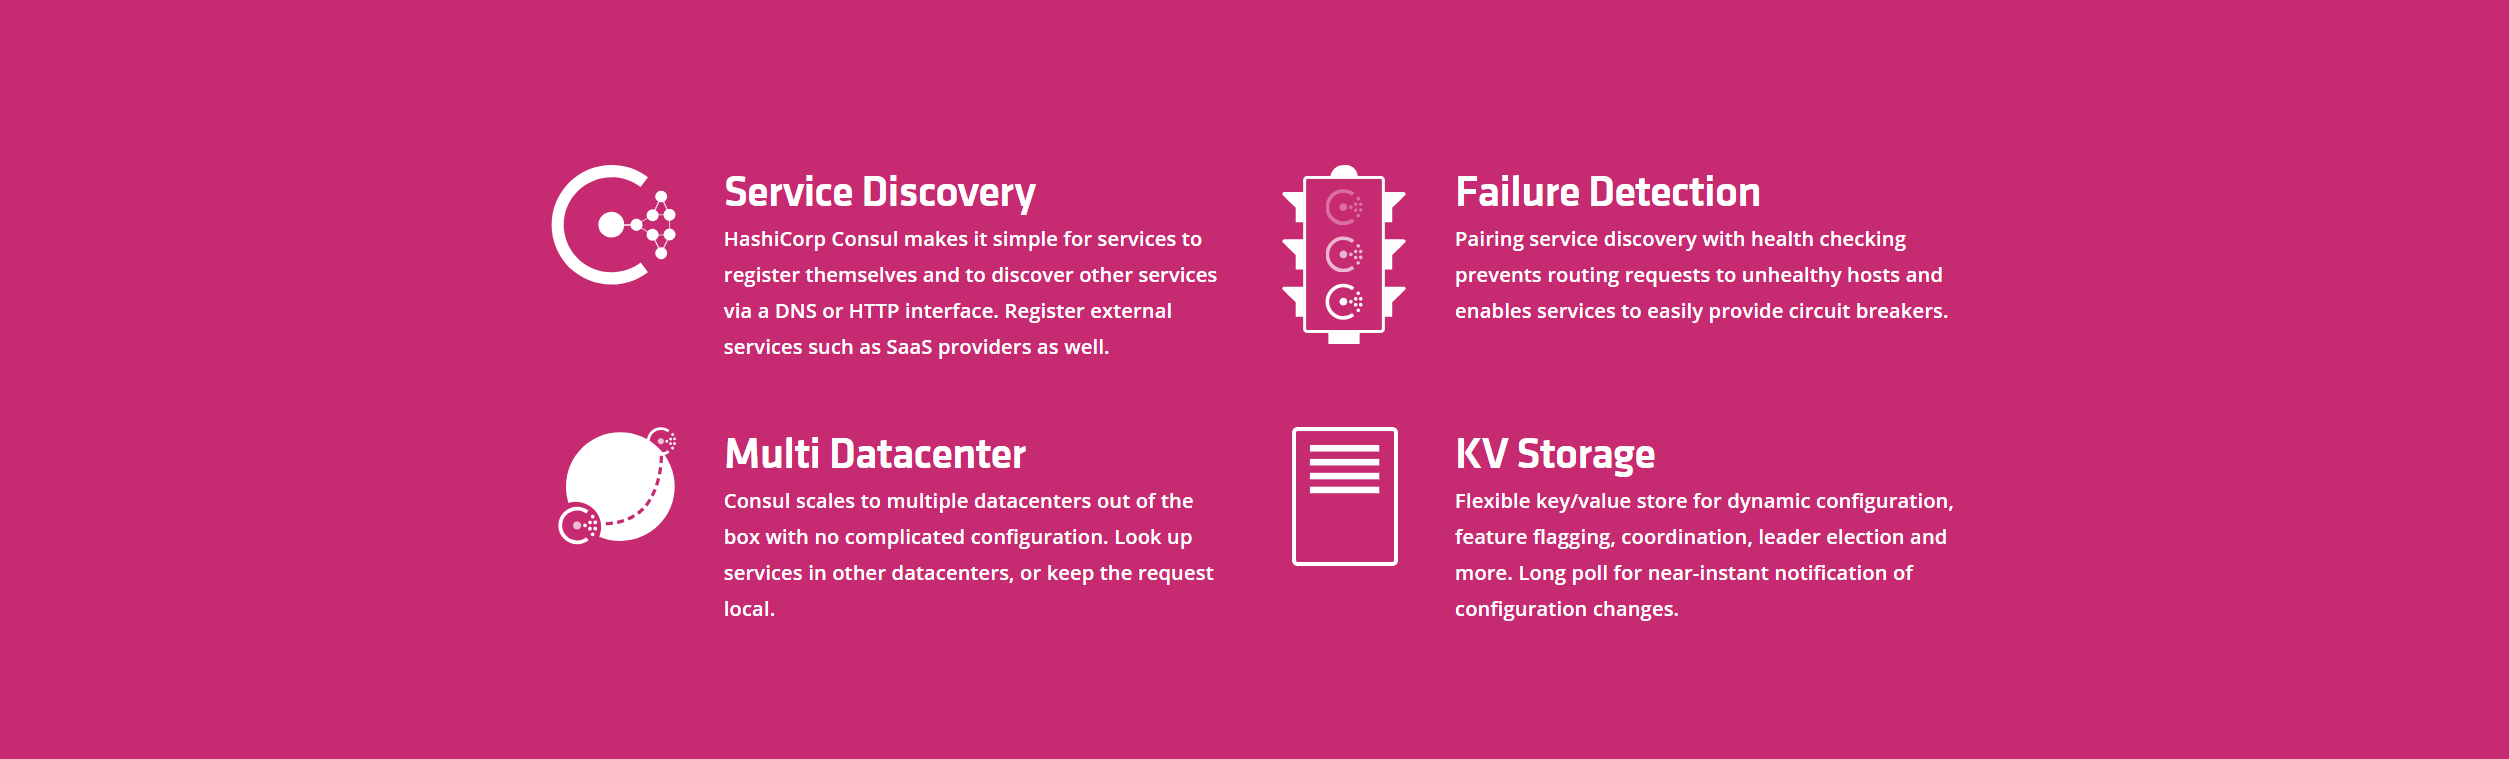 Service Discovery
HashiCorp Consul makes it simple for services to
register themselves and to discover other services
via a DNS or HTTP interface. Register external
services such as SaaS providers as well.
Failure Detection
Pairing service discovery with health checking
prevents routing requests to unhealthy hosts and
enables services to easily provide circuit breakers.
Multi Datacenter
Consul scales to multiple datacenters out of the
box with no complicated configuration. Look up
services in other datacenters, or keep the request
local.
KV Storage
Flexible key/value store for dynamic configuration,
feature flagging, coordination, leader election and
more. Long poll for near-instant notification of
configuration changes.